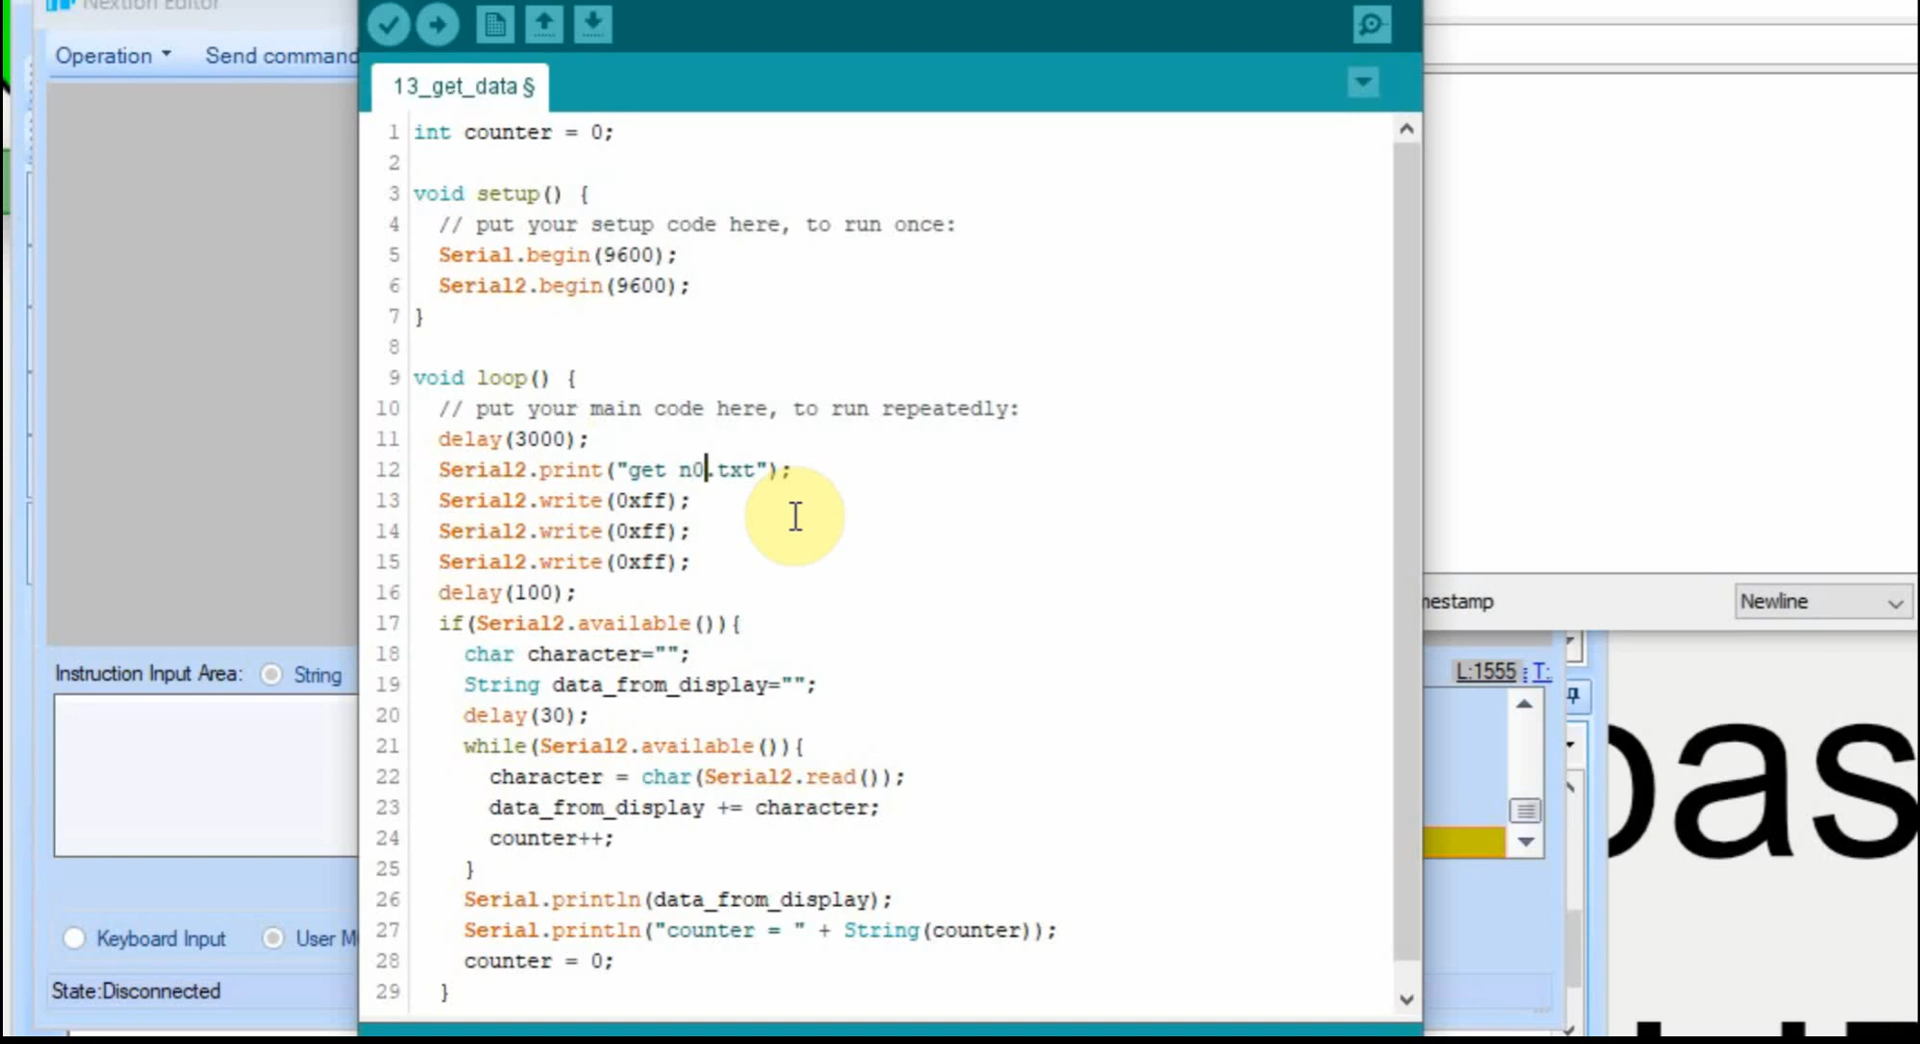 Nextion Editor
Operation
Send command
13_get_data §
1 int counter = 0;
2
3 void setup() {
4 // put your setup code here, to run once:
5 Serial.begin(9600);
6 Serial2.begin(9600);
7 }
8
9 void loop() {
10 // put your main code here, to run repeatedly:
11 delay(3000);
12 Serial2.print("get n0.txt");
13 Serial2.write(0xff);
14 Serial2.write(0xff);
15 Serial2.write(0xff);
16 delay(100);
17 if(Serial2.available()){
18 char character="";
19 String data_from_display="";
20 delay(30);
21 while(Serial2.available()){
22 character = char(Serial2.read());
23 data_from_display += character;
24 counter++;
25 }
26 Serial.println(data_from_display);
27 Serial.println("counter = " + String(counter));
28 counter = 0;
29 }
mestamp
Newline
Instruction Input Area:
String
L:1555
T:
bas
Keyboard Input
User M
State:Disconnected